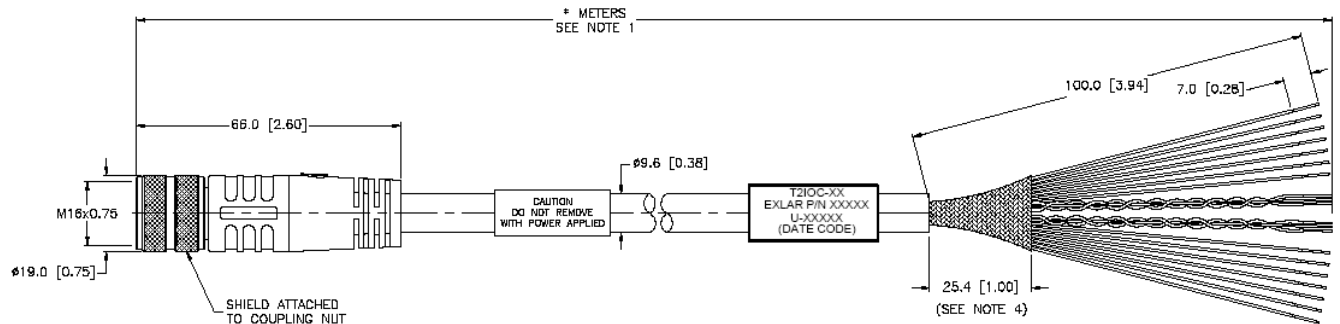 * METERS
SEE NOTE 1
100.0 [3.94]
7.0 [0.28]
66.0 [2.60]
ø9.6 [0.38]
M16x0.75
CAUTION
DO NOT REMOVE
WITH POWER APPLIED
T2IOC-XX
EXLAR P/N XXXXX
U-XXXXX
(DATE CODE)
ø19.0 [0.75]
25.4 [1.00]
(SEE NOTE 4)
SHIELD ATTACHED
TO COUPLING NUT